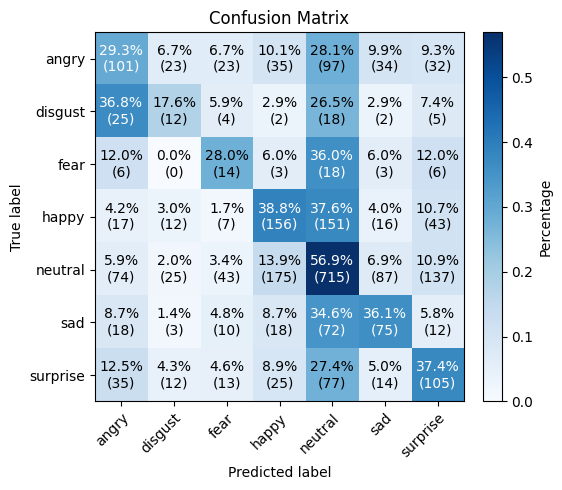 Confusion Matrix
angry 29.3% 6.7% 6.7% 10.1% 28.1% 9.9% 9.3%
(101) (23) (23) (35) (97) (34) (32)
disgust 36.8% 17.6% 5.9% 2.9% 26.5% 2.9% 7.4%
(25) (12) (4) (2) (18) (2) (5)
fear 12.0% 0.0% 28.0% 6.0% 36.0% 6.0% 12.0%
(6) (0) (14) (3) (18) (3) (6)
happy 4.2% 3.0% 1.7% 38.8% 37.6% 4.0% 10.7%
(17) (12) (7) (156) (151) (16) (43)
neutral 5.9% 2.0% 3.4% 13.9% 56.9% 6.9% 10.9%
(74) (25) (43) (175) (715) (87) (137)
sad 8.7% 1.4% 4.8% 8.7% 34.6% 36.1% 5.8%
(18) (3) (10) (18) (72) (75) (12)
surprise 12.5% 4.3% 4.6% 8.9% 27.4% 5.0% 37.4%
(35) (12) (13) (25) (77) (14) (105)
angry disgust fear happy neutral sad surprise
Predicted label
True label
0.5
0.4
0.3
0.2
0.1
0.0
Percentage